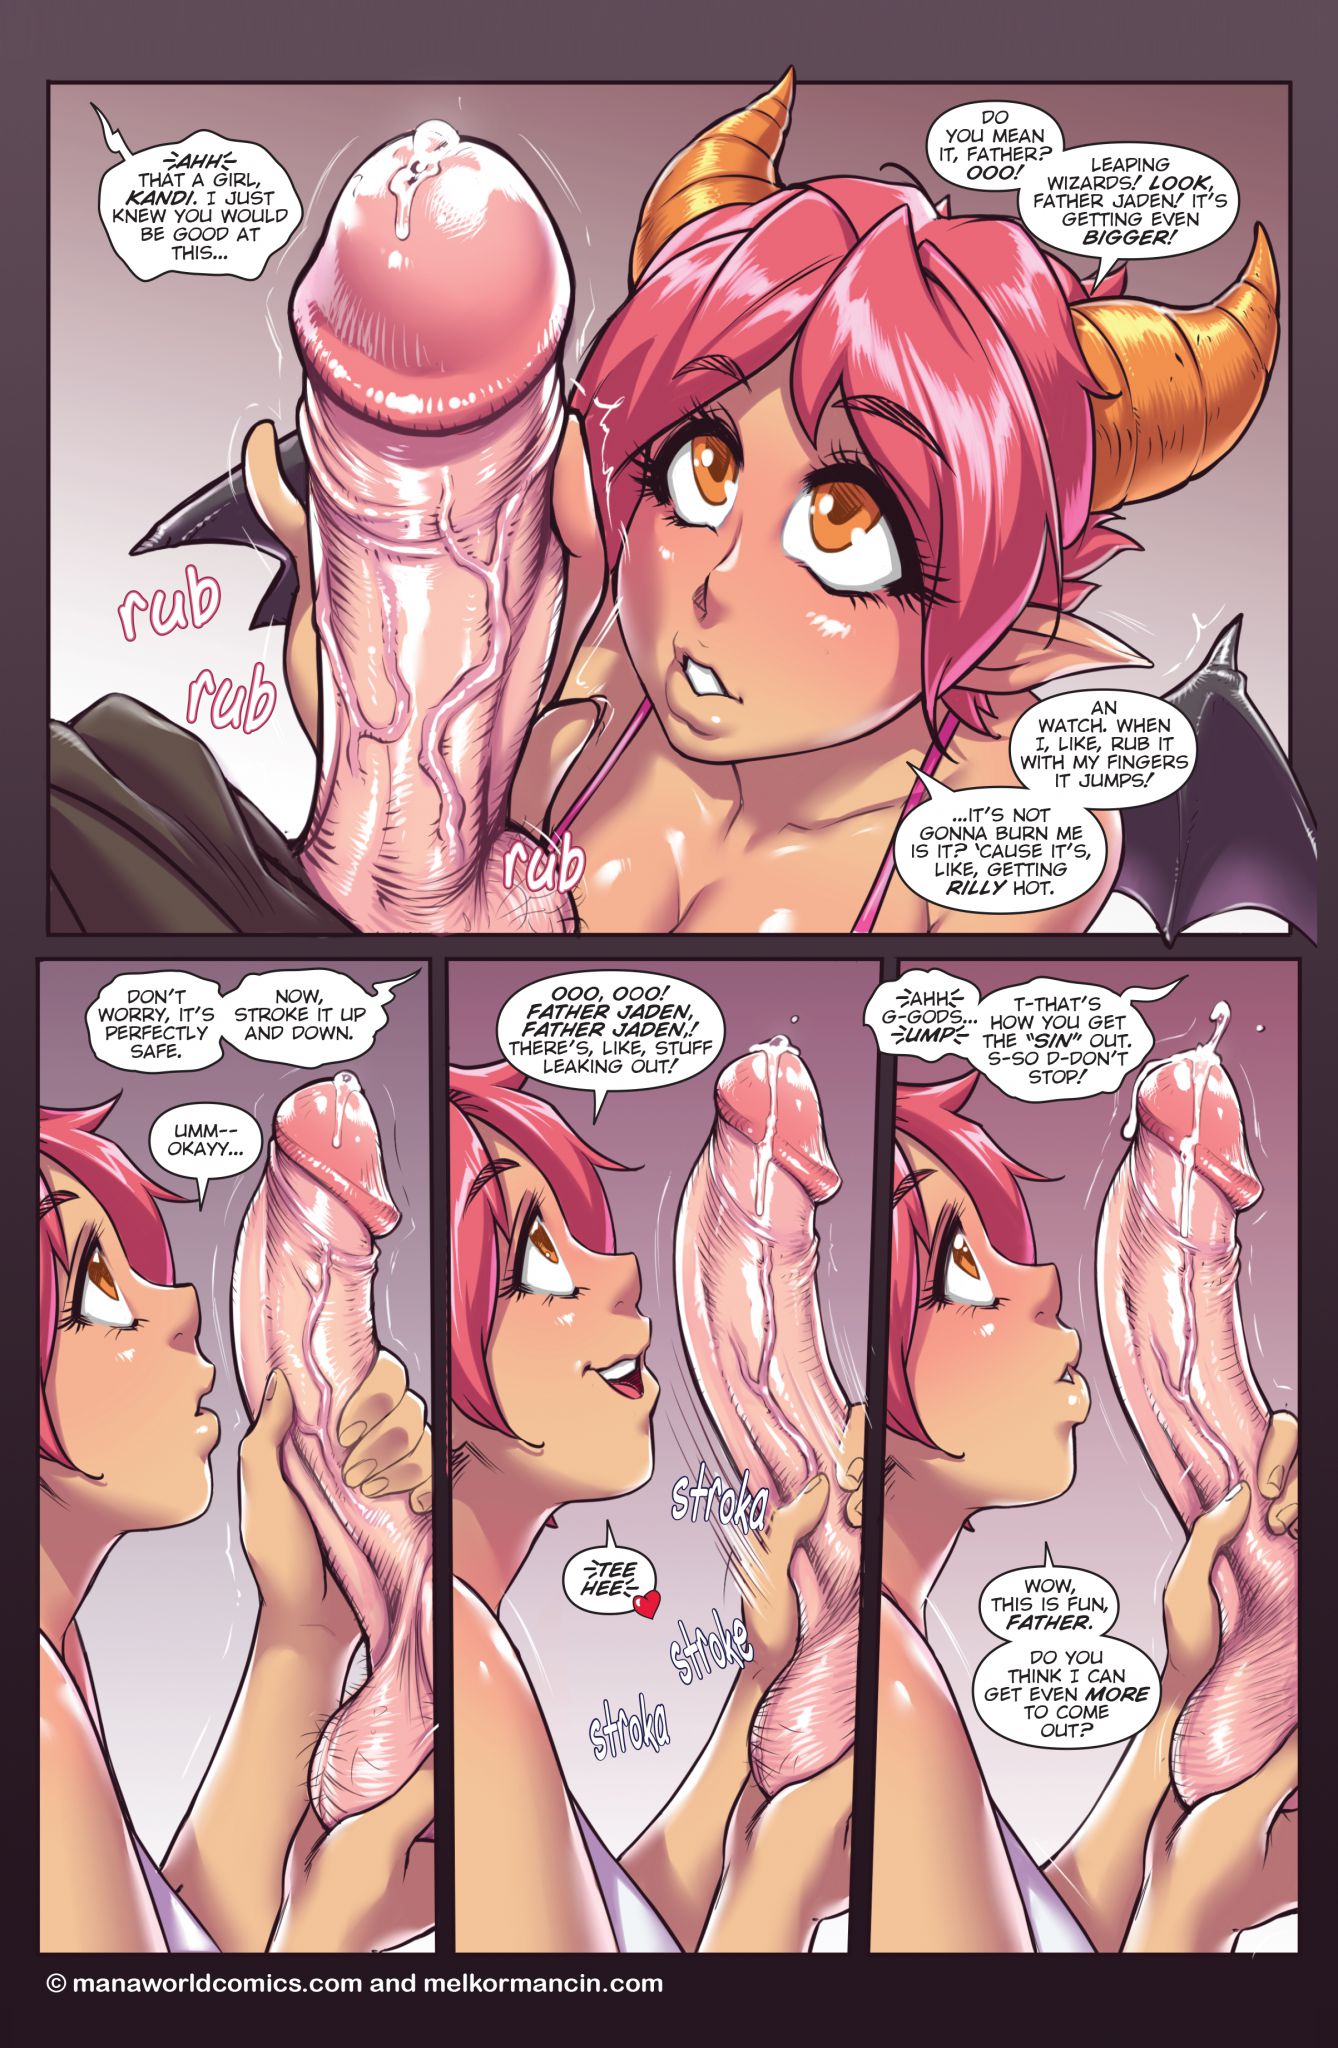 *AHH*
THAT A GIRL,
KANDI. I JUST
KNEW YOU WOULD
BE GOOD AT
THIS...
DO
YOU MEAN
IT, FATHER?
OOO!
LEAPING
WIZARDS! LOOK,
FATHER JADEN! IT'S
GETTING EVEN
BIGGER!
rub
rub
rub
AN
WATCH. WHEN
I, LIKE, RUB IT
WITH MY FINGERS
IT JUMPS!
...IT'S NOT
GONNA BURN ME
IS IT? 'CAUSE IT'S,
LIKE, GETTING
RILLY HOT.
DON'T
WORRY, IT'S
PERFECTLY
SAFE.
NOW,
STROKE IT UP
AND DOWN.
UMM--
OKAYY...
OOO, OOO!
FATHER JADEN,
FATHER JADEN,!
THERE'S, LIKE, STUFF
LEAKING OUT!
stroka
*TEE
HEE*
stroke
stroka
*AHH*
G-GODS...
*UMP*
T-THAT'S
HOW YOU GET
THE "SIN" OUT.
S-SO D-DON'T
STOP!
WOW,
THIS IS FUN,
FATHER.
DO YOU
THINK I CAN
GET EVEN MORE
TO COME
OUT?
© manaworldcomics.com and melkormancin.com